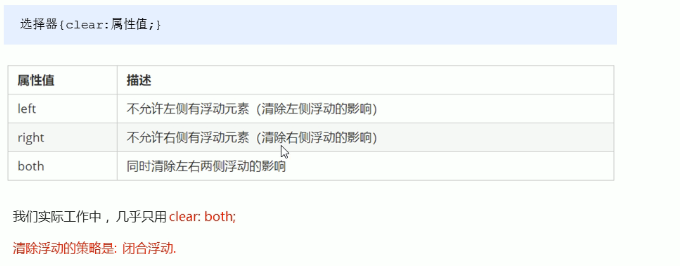 选择器{clear:属性值;}
属性值 描述
left 不允许左侧有浮动元素（清除左侧浮动的影响）
right 不允许右侧有浮动元素（清除右侧浮动的影响）
both 同时清除左右两侧浮动的影响
我们实际工作中，几乎只用 clear: both;
清除浮动的策略是: 闭合浮动.